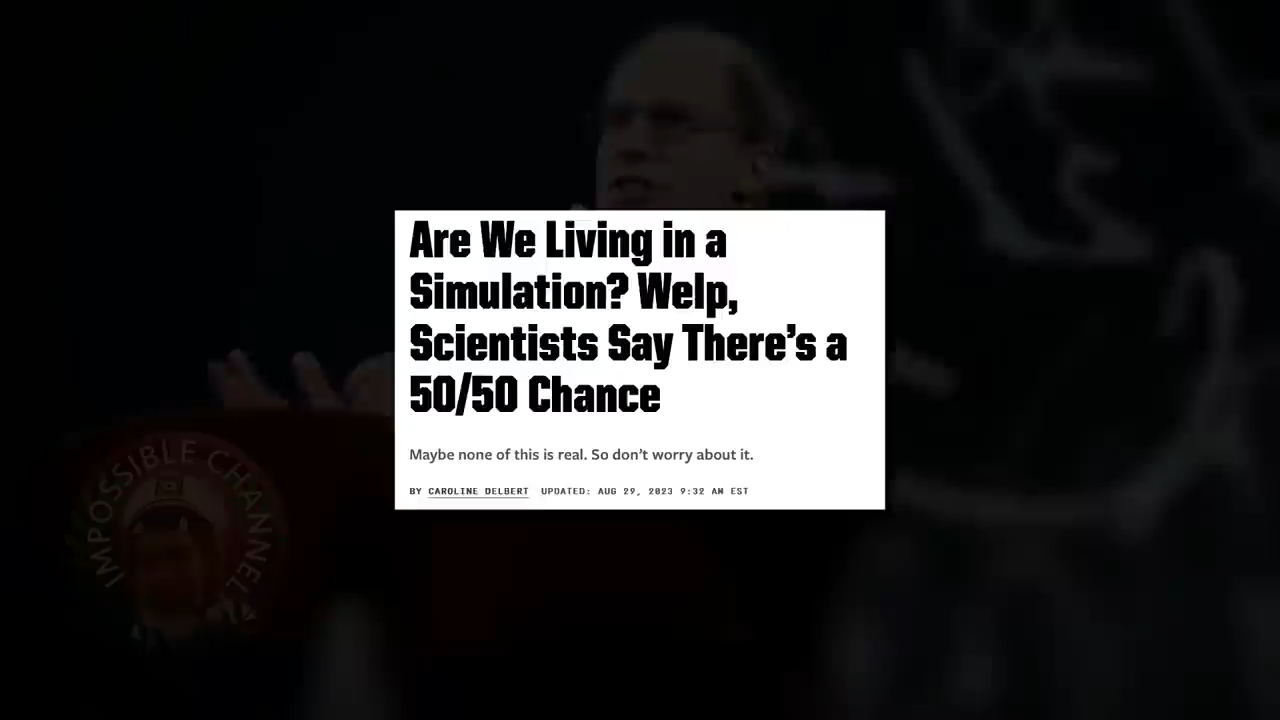 Are We Living in a
Simulation? Welp,
Scientists Say There's a
50/50 Chance
Maybe none of this is real. So don't worry about it.
BY CAROLINE DELBERT UPDATED: AUG 29, 2023 9:32 AM EST
IMPOSSIBLE CHANNEL